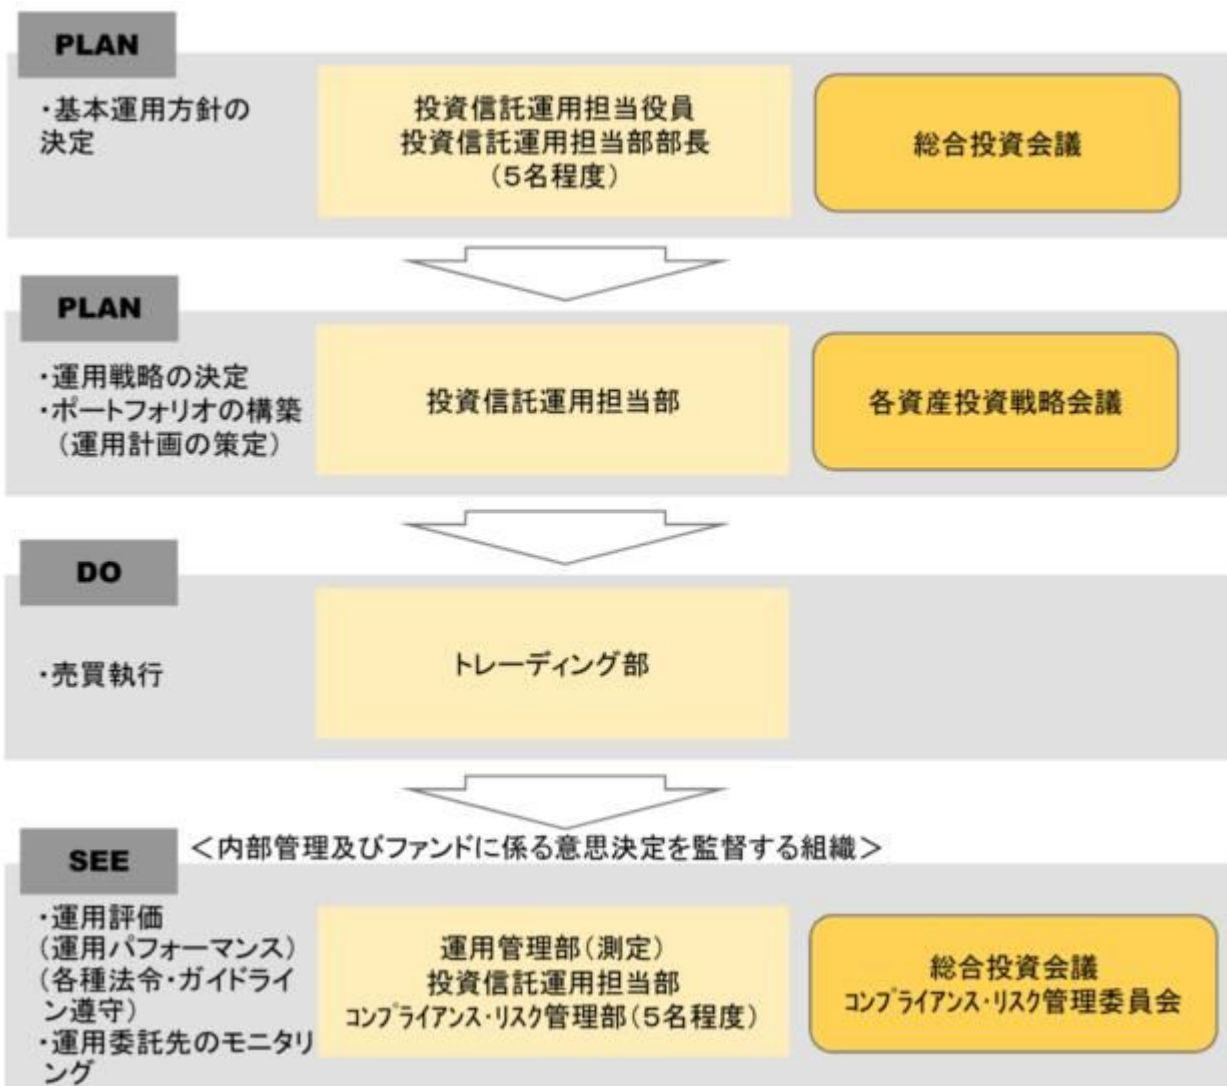 PLAN
・基本運用方針の
決定
投資信託運用担当役員
投資信託運用担当部部長
(5名程度)
総合投資会議
PLAN
・運用戦略の決定
・ポートフォリオの構築
(運用計画の策定)
投資信託運用担当部
各資産投資戦略会議
DO
・売買執行
トレーディング部
SEE
＜内部管理及びファンドに係る意思決定を監督する組織＞
・運用評価
(運用パフォーマンス)
(各種法令・ガイドライ
ン遵守)
・運用委託先のモニタリ
ング
運用管理部(測定)
投資信託運用担当部
コンプライアンス・リスク管理部(5名程度)
総合投資会議
コンプライアンス・リスク管理委員会